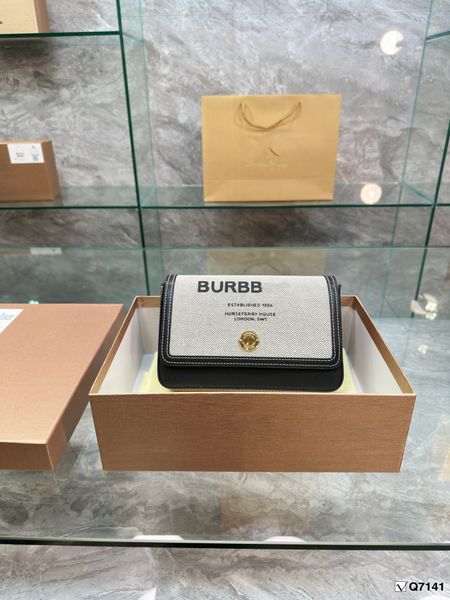 BURBB
ESTABLISHED 1856
HORSEFERRY HOUSE
LONDON, SW1
Q7141